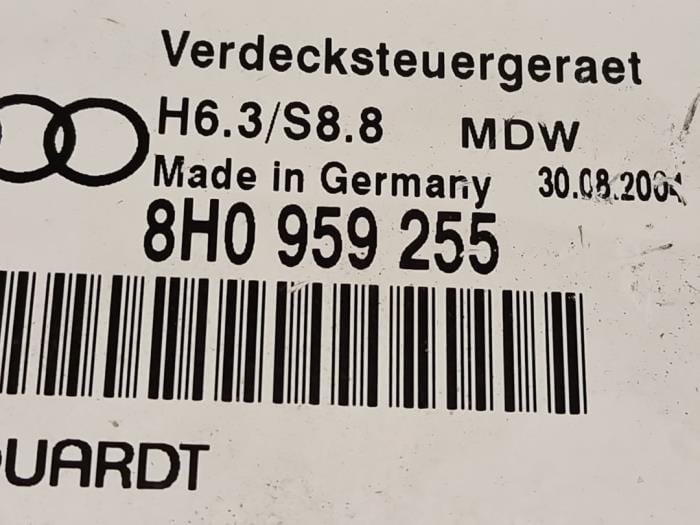 Verdecksteuergeraet
H6.3/S8.8 MDW
Made in Germany
8H0 959 255